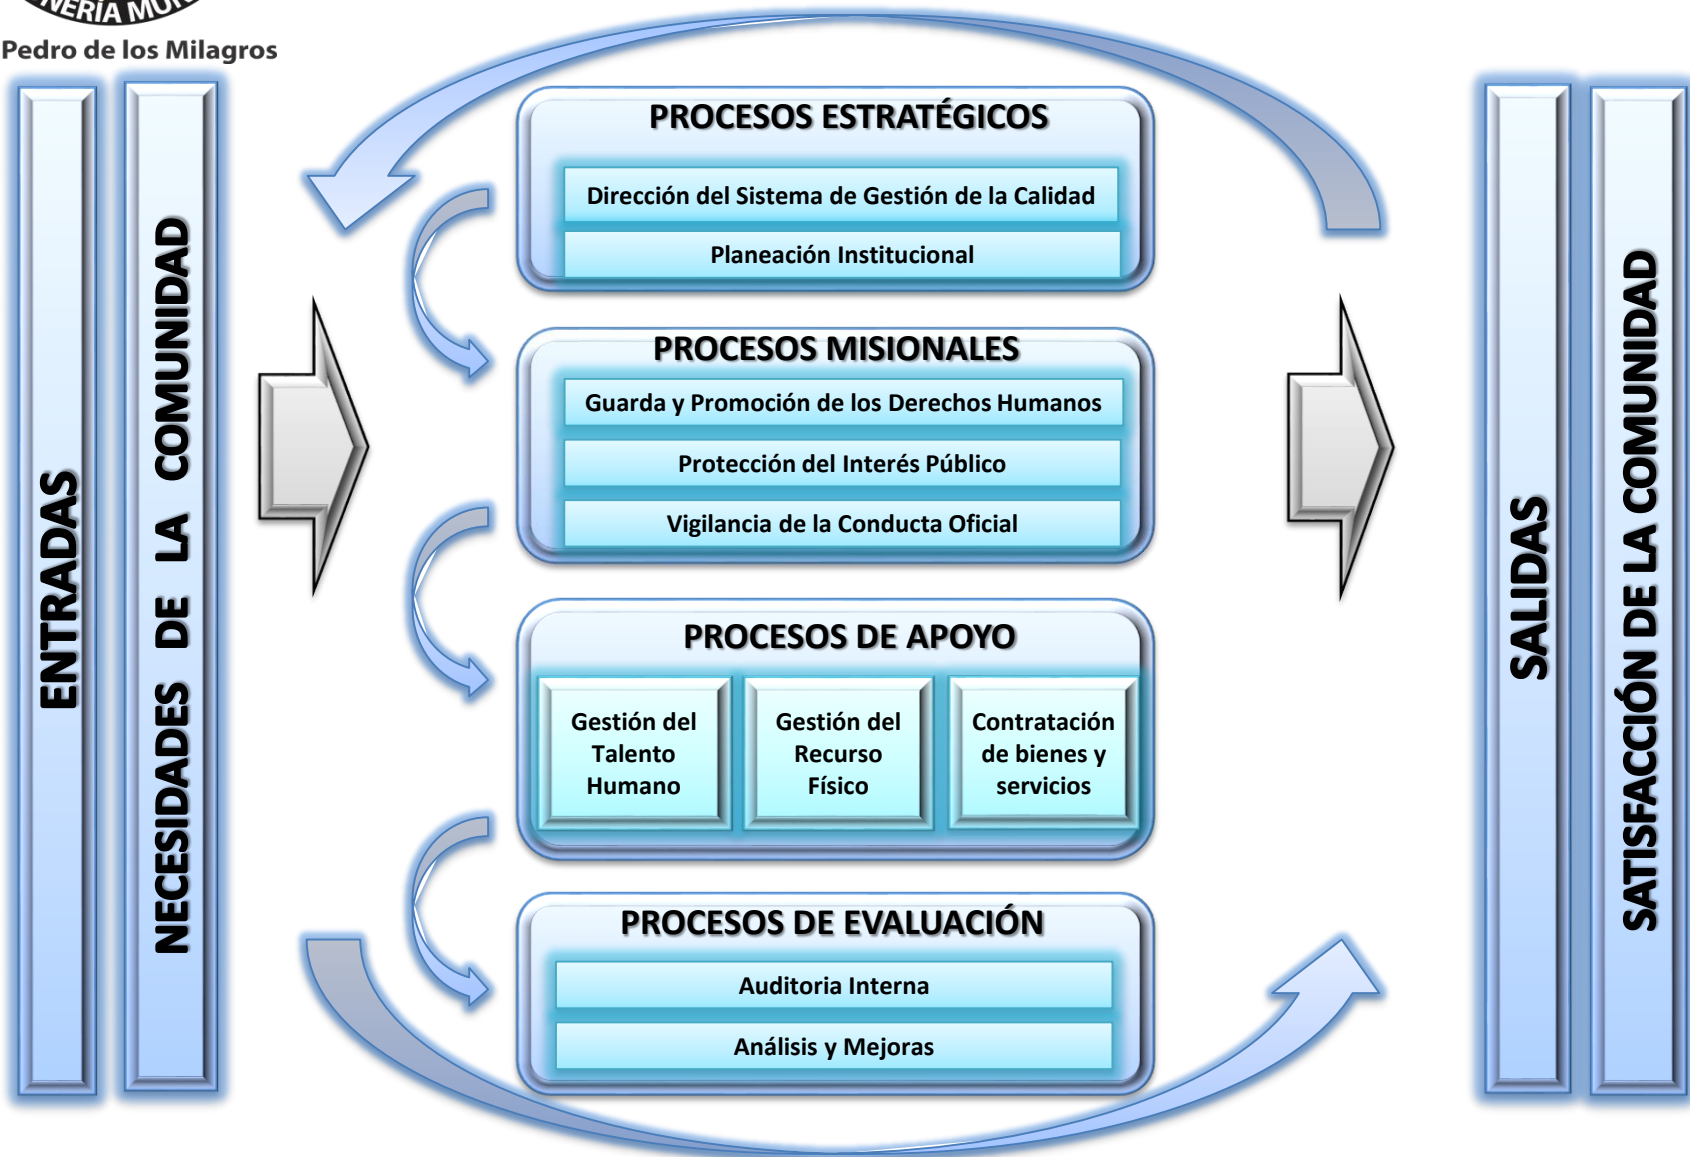 Pedro de los Milagros
ENTRADAS
NECESIDADES DE LA COMUNIDAD
PROCESOS ESTRATÉGICOS
Dirección del Sistema de Gestión de la Calidad
Planeación Institucional
PROCESOS MISIONALES
Guarda y Promoción de los Derechos Humanos
Protección del Interés Público
Vigilancia de la Conducta Oficial
PROCESOS DE APOYO
Gestión del
Talento
Humano
Gestión del
Recurso
Físico
Contratación
de bienes y
servicios
PROCESOS DE EVALUACIÓN
Auditoria Interna
Análisis y Mejoras
SALIDAS
SATISFACCIÓN DE LA COMUNIDAD